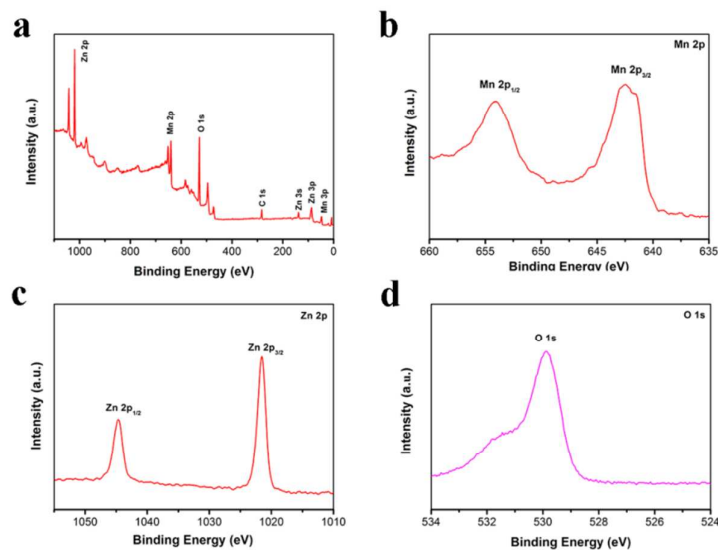 a
Zn 2p
Mn 2p
O 1s
C 1s
Zn 3s
Zn 3p
Mn 3p
Intensity (a.u.)
1000 800 600 400 200 0
Binding Energy (eV)
b
Mn 2p
Mn 2p₁/₂
Mn 2p₃/₂
Intensity (a.u.)
660 655 650 645 640 635
Binding Energy (eV)
c
Zn 2p
Zn 2p₁/₂
Zn 2p₃/₂
Intensity (a.u.)
1050 1040 1030 1020 1010
Binding Energy (eV)
d
O 1s
O 1s
Intensity (a.u.)
534 532 530 528 526 524
Binding Energy (eV)